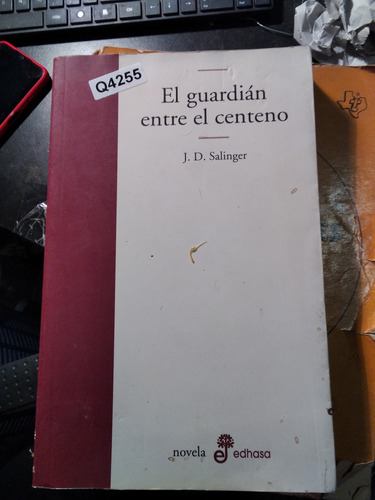 Q4255
El guardián
entre el centeno
J. D. Salinger
novela edhasa